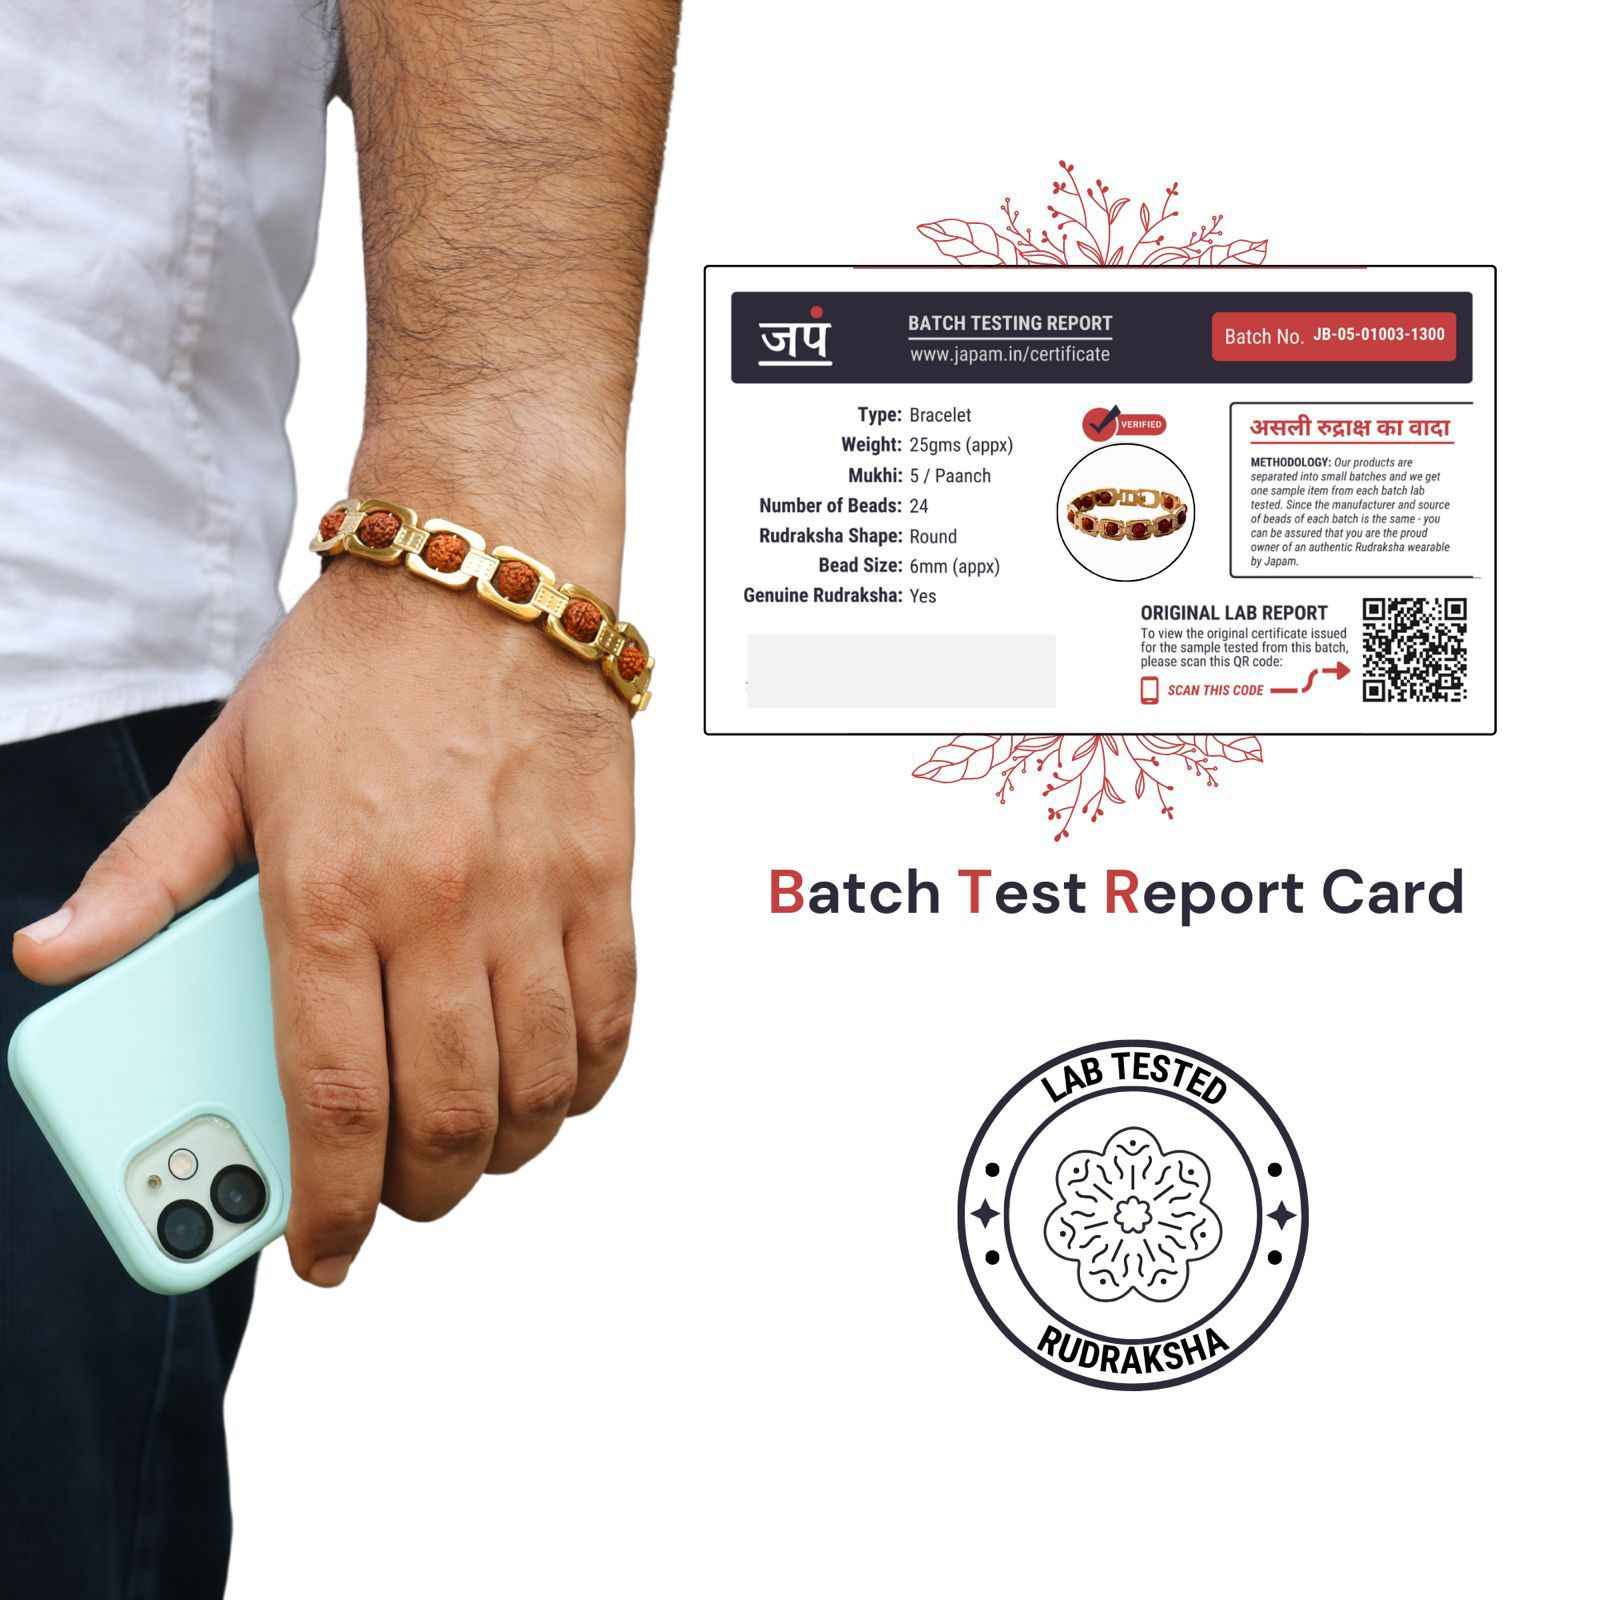 जपं
BATCH TESTING REPORT
www.japam.in/certificate
Batch No. JB-05-01003-1300
Type: Bracelet
Weight: 25gms (appx)
Mukhi: 5 / Paanch
Number of Beads: 24
Rudraksha Shape: Round
Bead Size: 6mm (appx)
Genuine Rudraksha: Yes
VERIFIED
असली रुद्राक्ष का वादा
METHODOLOGY: Our products are
separated into small batches and we get
one sample item from each batch lab
tested. Since the manufacturer and source
of beads of each batch is the same - you
can be assured that you are the proud
owner of an authentic Rudraksha wearable
by Japam.
ORIGINAL LAB REPORT
To view the original certificate issued
for the sample tested from this batch,
please scan this QR code:
SCAN THIS CODE
Batch Test Report Card
LAB TESTED
RUDRAKSHA